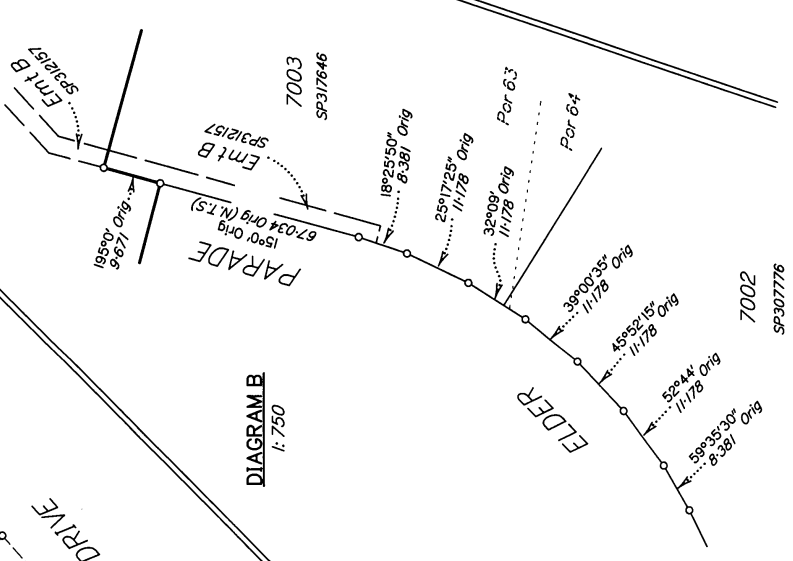 Emt B
SP312157
7003
SP317646
Emt B
SP312157
195°0' Orig
9·671
15°0' Orig
67·034 Orig (N.T.S)
PARADE
18°25'50" Orig
8·381
25°17'25" Orig
11·178
32°09' Orig
11·178
Por 63
Por 64
39°00'35" Orig
11·178
45°52'15" Orig
11·178
52°44' Orig
11·178
59°35'30" Orig
8·381
7002
SP307776
ELDER
DIAGRAM B
1:750
DRIVE